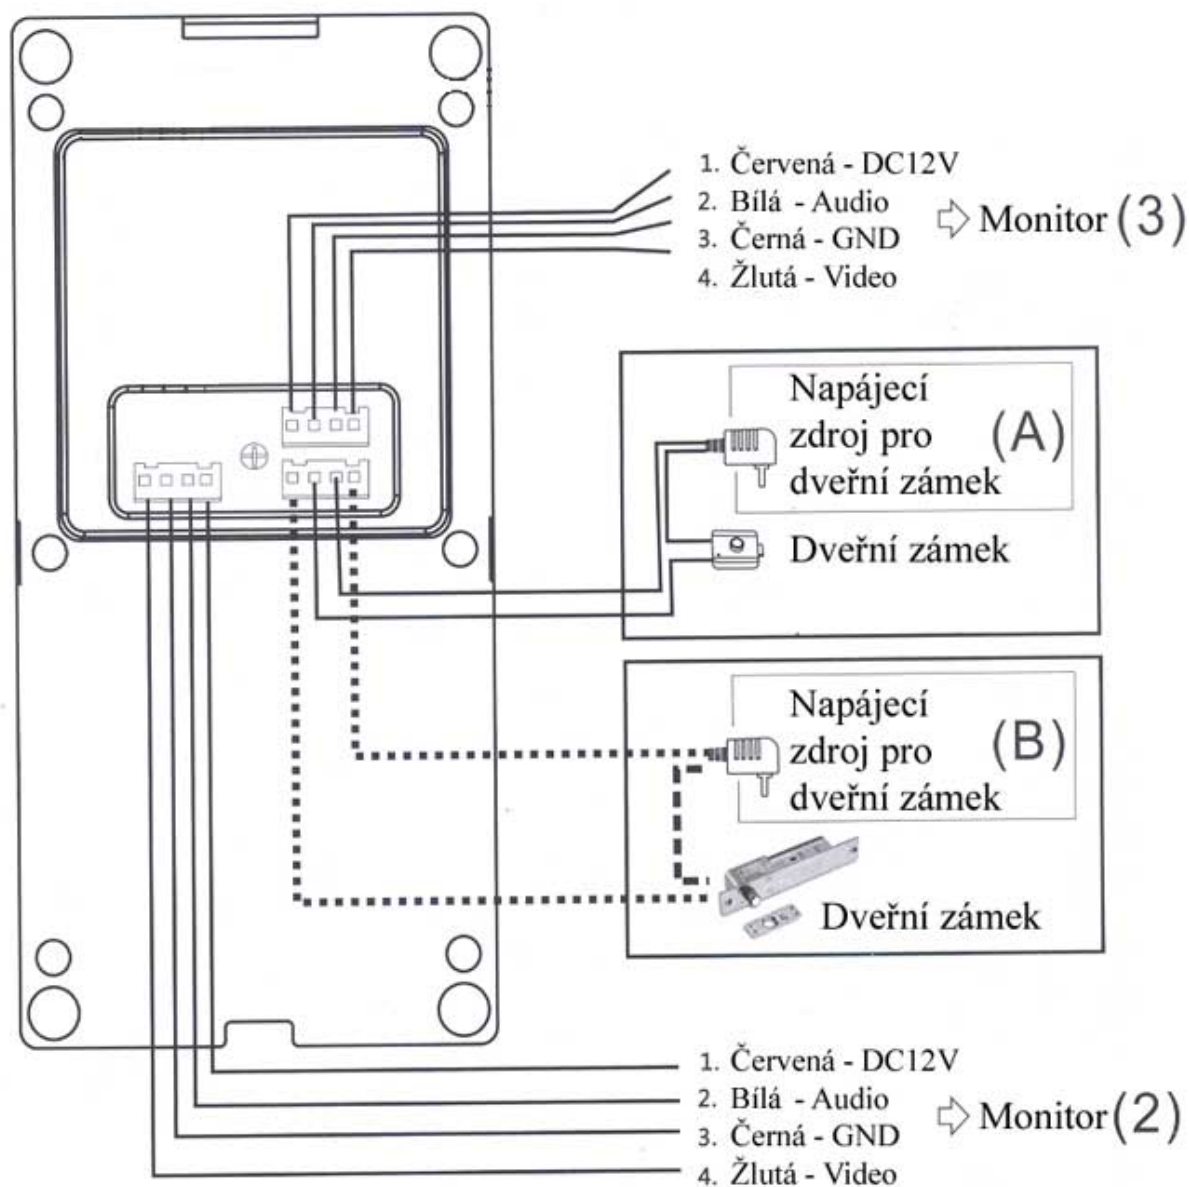 1. Červená - DC12V
2. Bílá - Audio
3. Černá - GND
4. Žlutá - Video
Monitor (3)
Napájecí
zdroj pro
dveřní zámek
(A)
Dveřní zámek
Napájecí
zdroj pro
dveřní zámek
(B)
Dveřní zámek
1. Červená - DC12V
2. Bílá - Audio
3. Černá - GND
4. Žlutá - Video
Monitor (2)